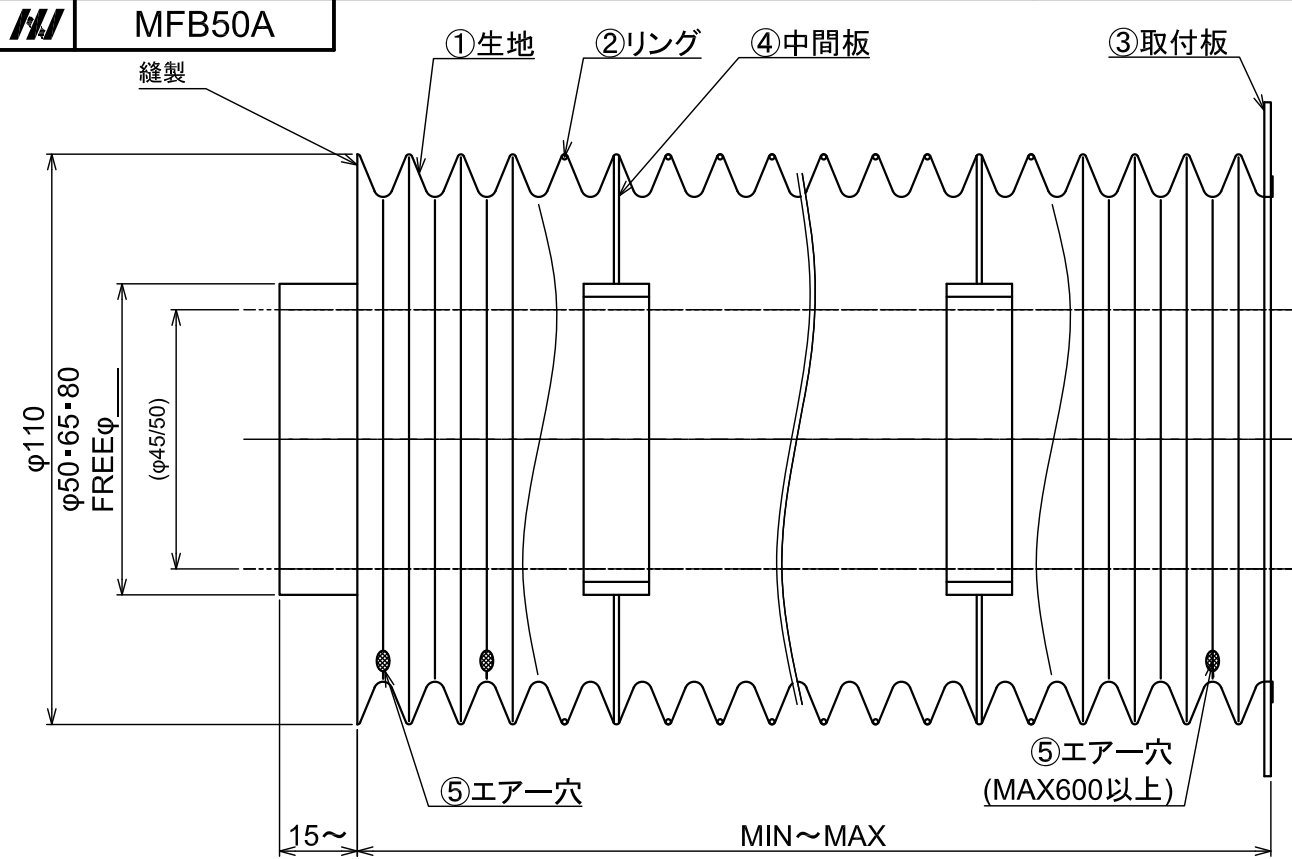 MFB50A
①生地
②リング
④中間板
③取付板
縫製
φ110
φ50・65・80
FREEφ
(φ45/50)
⑤エアー穴
⑤エアー穴
(MAX600以上)
15～
MIN～MAX